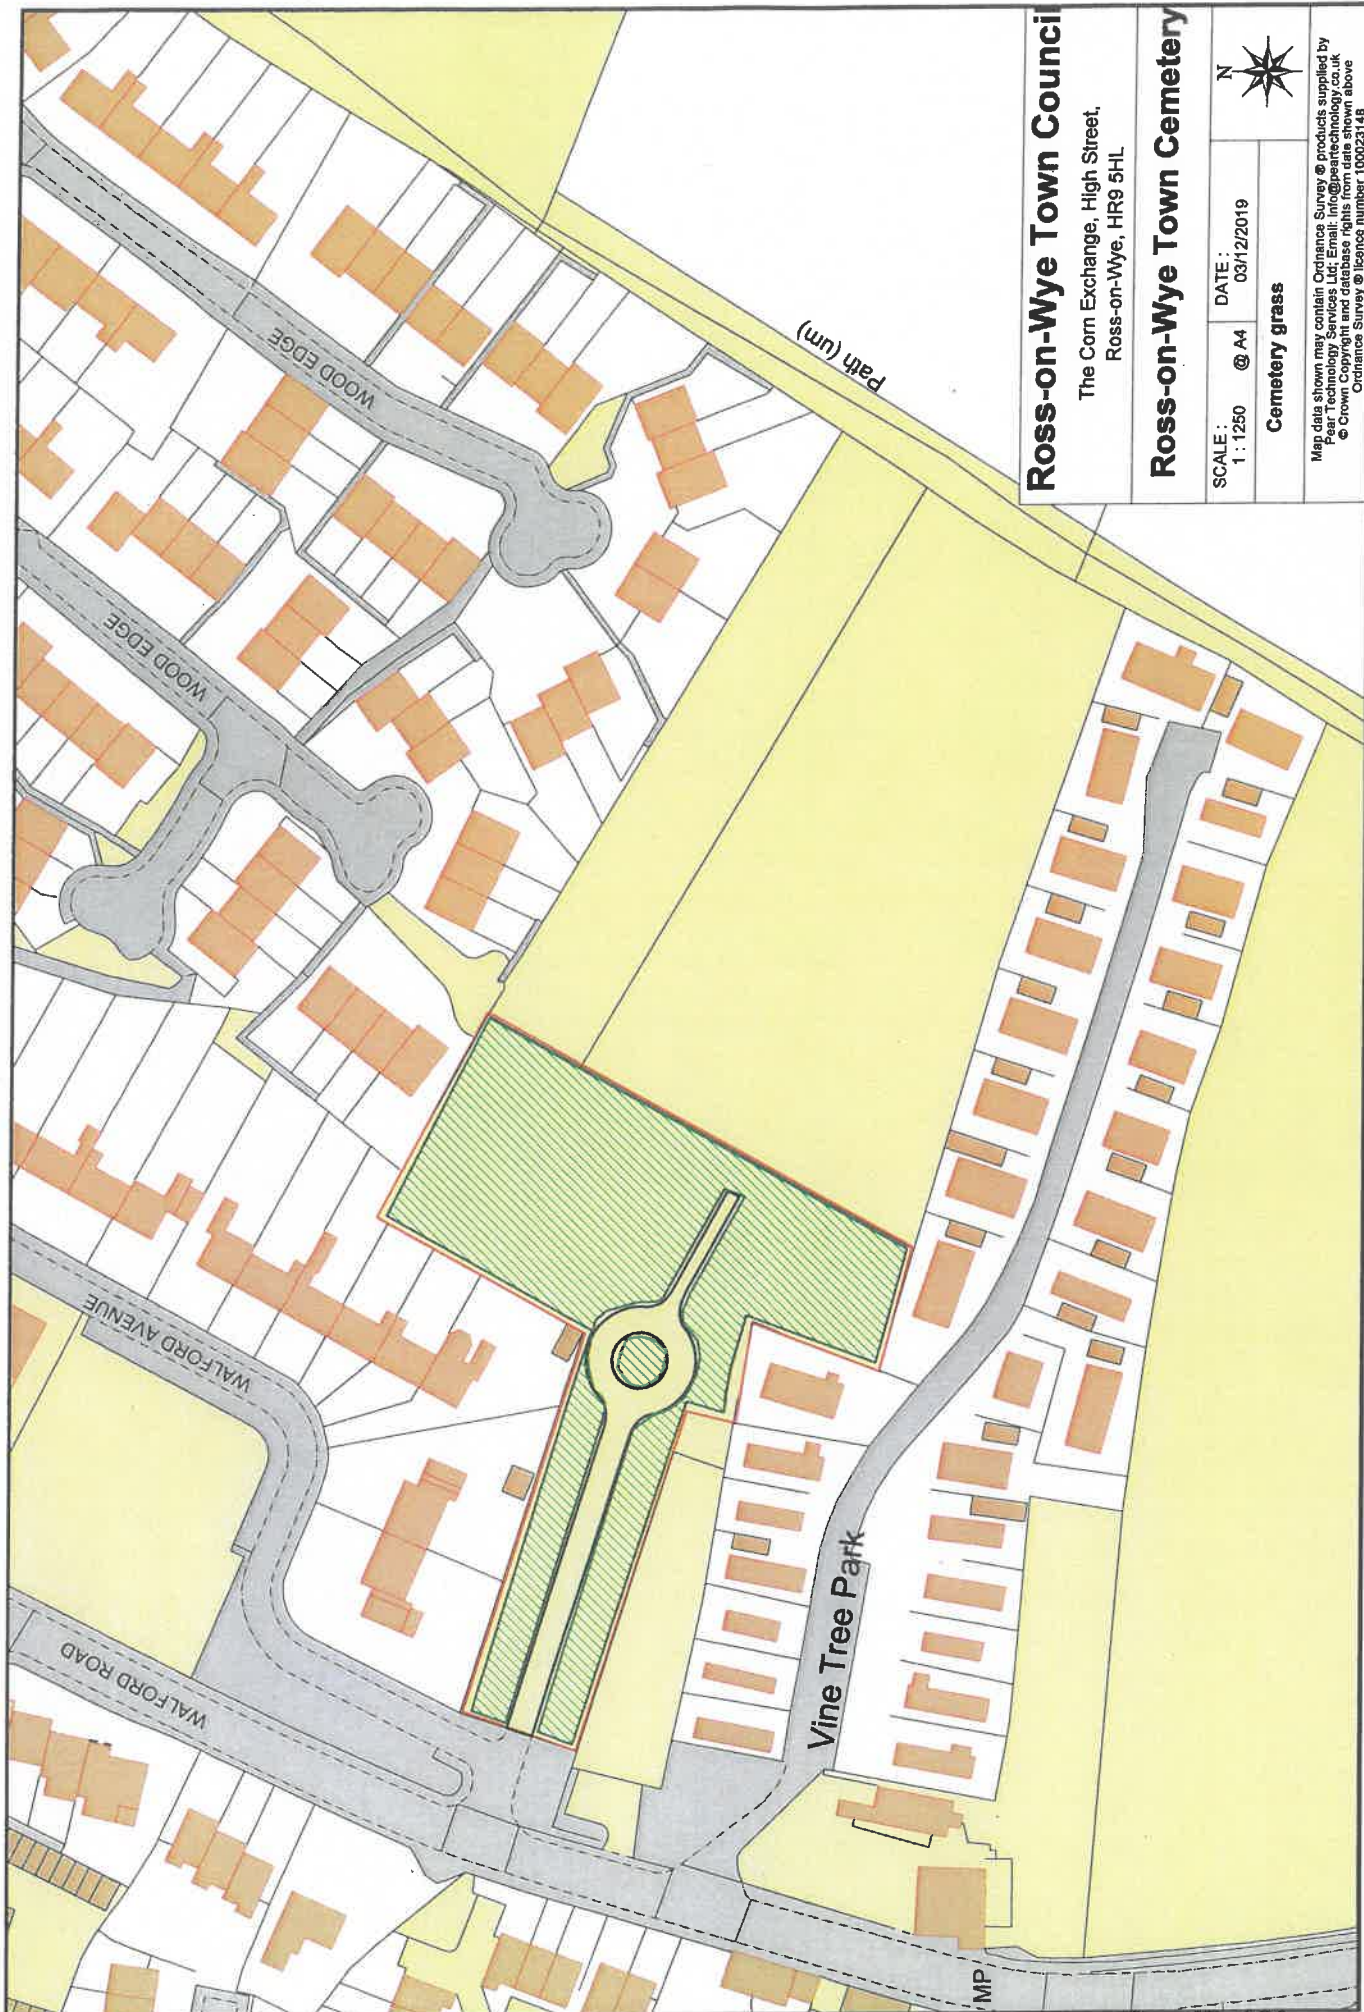 Ross-on-Wye Town Council
The Corn Exchange, High Street,
Ross-on-Wye, HR9 5HL
Ross-on-Wye Town Cemetery
SCALE :
1 : 1250 @ A4
DATE :
03/12/2019
N
Cemetery grass
Map data shown may contain Ordnance Survey ® products supplied by
Pear Technology Services Ltd; Email: info@peartechnology.co.uk
© Crown Copyright and database rights from date shown above
Ordnance Survey ® licence number 100023148
WOOD EDGE
WOOD EDGE
Path (um)
WALFORD AVENUE
WALFORD ROAD
Vine Tree Park
MP